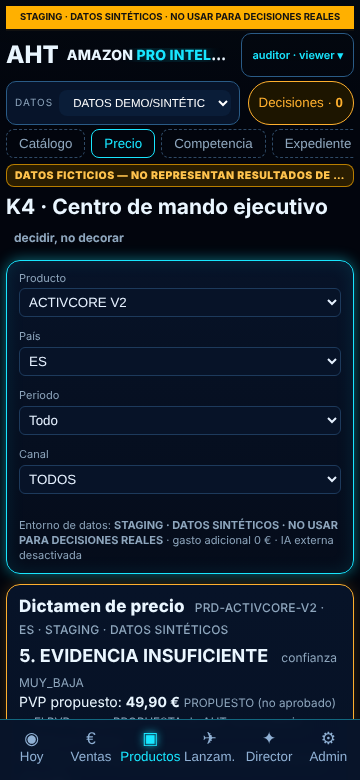 STAGING · DATOS SINTÉTICOS · NO USAR PARA DECISIONES REALES
AHT AMAZON PRO INTEL... auditor · viewer ▾
DATOS DATOS DEMO/SINTÉTIC Decisiones · 0
Catálogo Precio Competencia Expediente
DATOS FICTICIOS — NO REPRESENTAN RESULTADOS DE ...
K4 · Centro de mando ejecutivo
decidir, no decorar
Producto
ACTIVCORE V2
País
ES
Periodo
Todo
Canal
TODOS
Entorno de datos: STAGING · DATOS SINTÉTICOS · NO USAR
PARA DECISIONES REALES · gasto adicional 0 € · IA externa
desactivada
Dictamen de precio PRD-ACTIVCORE-V2 ·
ES · STAGING · DATOS SINTÉTICOS
5. EVIDENCIA INSUFICIENTE confianza
MUY_BAJA
PVP propuesto: 49,90 € PROPUESTO (no aprobado)
Hoy Ventas Productos Lanzam. Director Admin